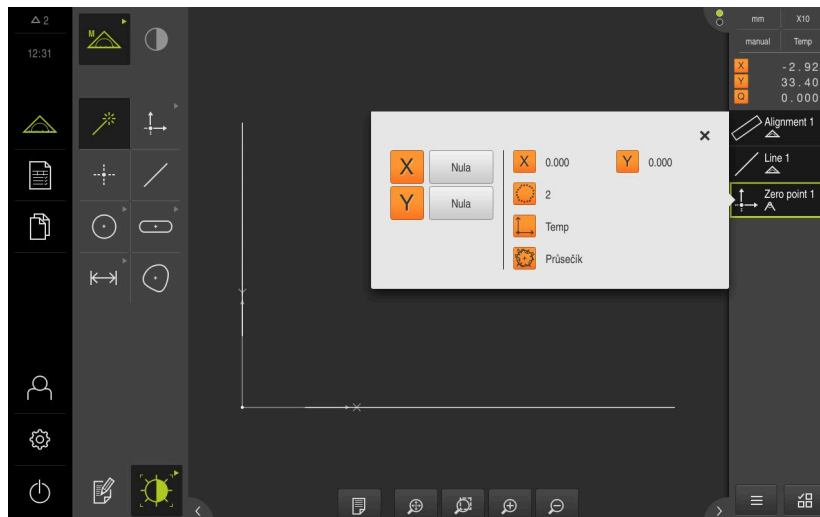 2
12:31
M
mm X10
manual Temp
X -2.92
Y 33.40
Q 0.000
Alignment 1
Line 1
Zero point 1
X Nula
Y Nula
X 0.000 Y 0.000
2
Temp
Průsečík
Y
X